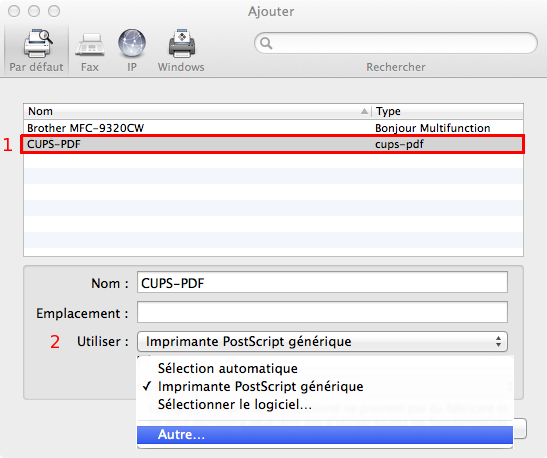 Ajouter
Par défaut Fax IP Windows Rechercher
Nom Type
Brother MFC-9320CW Bonjour Multifunction
1 CUPS-PDF cups-pdf
Nom : CUPS-PDF
Emplacement :
2 Utiliser : Imprimante PostScript générique
Sélection automatique
✓ Imprimante PostScript générique
Sélectionner le logiciel...
Autre...